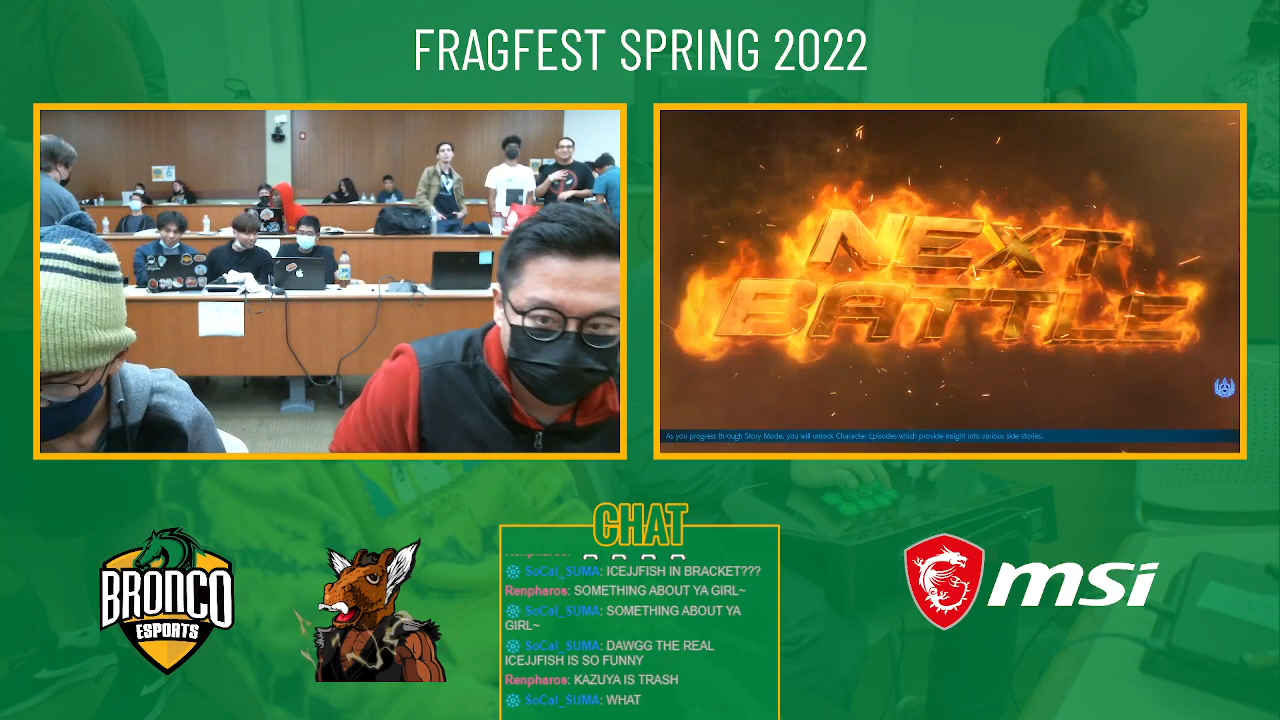 FRAGFEST SPRING 2022
NEXT
BATTLE
As you progress through Story Mode, you will unlock Character Episodes which provide insight into various side stories.
CHAT
SoCal_SUMA: ICEJJFISH IN BRACKET???
Renpharos: SOMETHING ABOUT YA GIRL~
SoCal_SUMA: SOMETHING ABOUT YA
GIRL~
SoCal_SUMA: DAWGG THE REAL
ICEJJFISH IS SO FUNNY
Renpharos: KAZUYA IS TRASH
SoCal_SUMA: WHAT
BRONCO
ESPORTS
msi